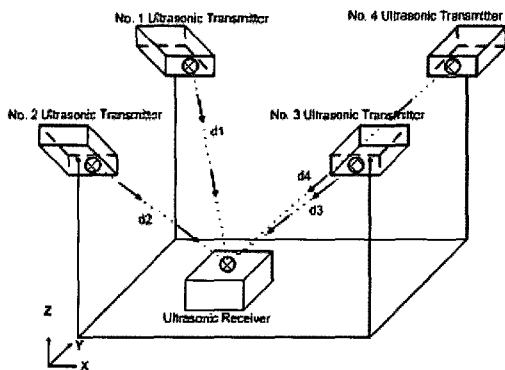 No. 1 Ultrasonic Transmitter
No. 4 Ultrasonic Transmitter
No. 2 Ultrasonic Transmitter
No. 3 Ultrasonic Transmitter
d1
d4
d3
d2
Ultrasonic Receiver
Z
Y
X